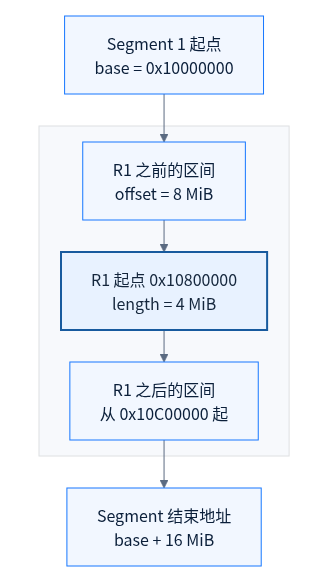 Segment 1 起点
base = 0x10000000
R1 之前的区间
offset = 8 MiB
R1 起点 0x10800000
length = 4 MiB
R1 之后的区间
从 0x10C00000 起
Segment 结束地址
base + 16 MiB